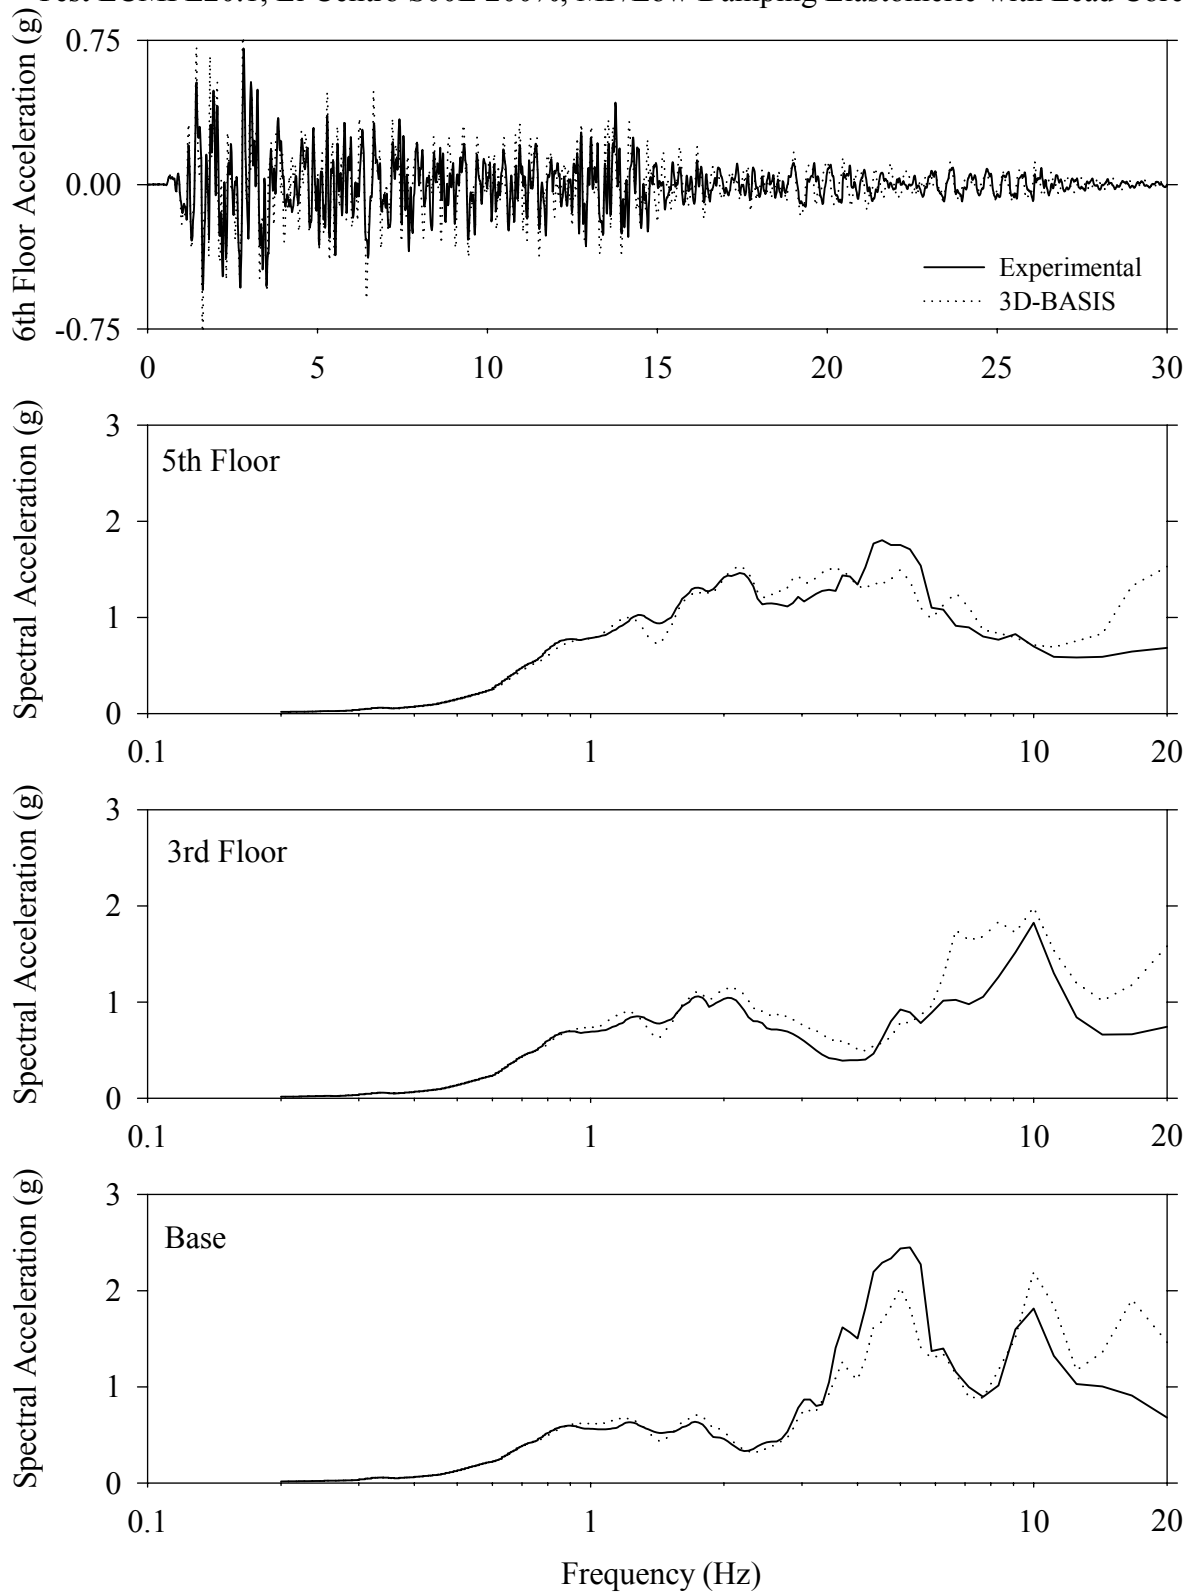 6th Floor Acceleration (g)
0.75
0.00
-0.75
Experimental
3D-BASIS
0 5 10 15 20 25 30
Spectral Acceleration (g)
3
2
1
0
5th Floor
0.1 1 10 20
Spectral Acceleration (g)
3
2
1
0
3rd Floor
0.1 1 10 20
Spectral Acceleration (g)
3
2
1
0
Base
0.1 1 10 20
Frequency (Hz)